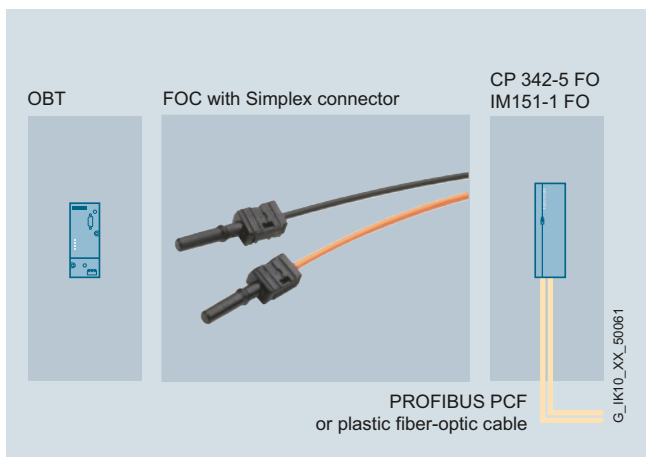 OBT
FOC with Simplex connector
CP 342-5 FO
IM151-1 FO
PROFIBUS PCF
or plastic fiber-optic cable
G_IK10_XX_50061